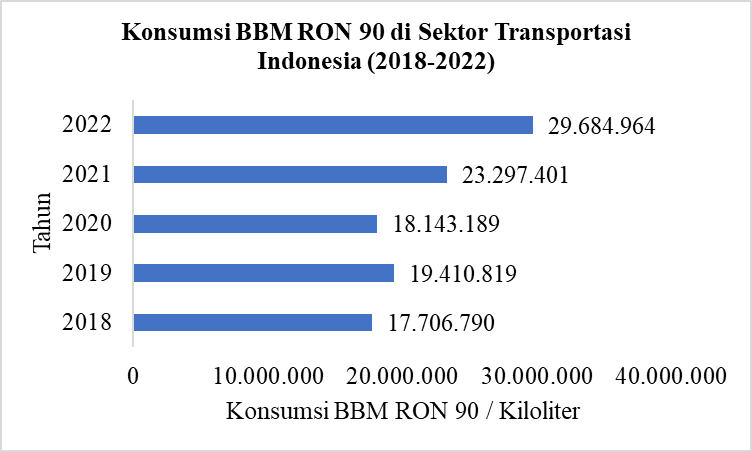 Konsumsi BBM RON 90 di Sektor Transportasi
Indonesia (2018-2022)
Tahun
2022 29.684.964
2021 23.297.401
2020 18.143.189
2019 19.410.819
2018 17.706.790
0 10.000.000 20.000.000 30.000.000 40.000.000
Konsumsi BBM RON 90 / Kiloliter